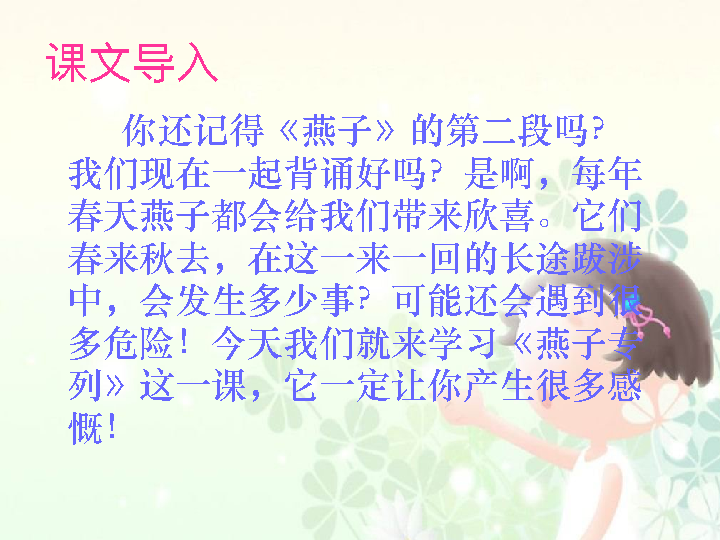 课文导入
你还记得《燕子》的第二段吗?
我们现在一起背诵好吗?是啊，每年
春天燕子都会给我们带来欣喜。它们
春来秋去，在这一来一回的长途跋涉
中，会发生多少事?可能还会遇到很
多危险！今天我们就来学习《燕子专
列》这一课，它一定让你产生很多感
慨！